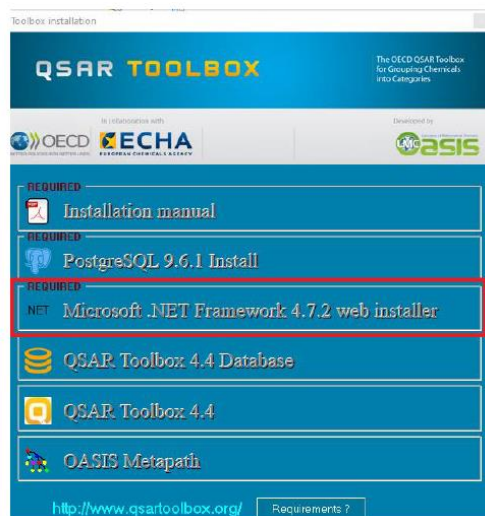 Toolbox installation
QSAR TOOLBOX
The OECD QSAR Toolbox
for Grouping Chemicals
into Categories
In collaboration with
Developed by
OECD
ECHA
EUROPEAN CHEMICALS AGENCY
LMC
Oasis
REQUIRED
Installation manual
REQUIRED
PostgreSQL 9.6.1 Install
REQUIRED
.NET
Microsoft .NET Framework 4.7.2 web installer
QSAR Toolbox 4.4 Database
QSAR Toolbox 4.4
OASIS Metapath
http://www.qsartoolbox.org/
Requirements ?